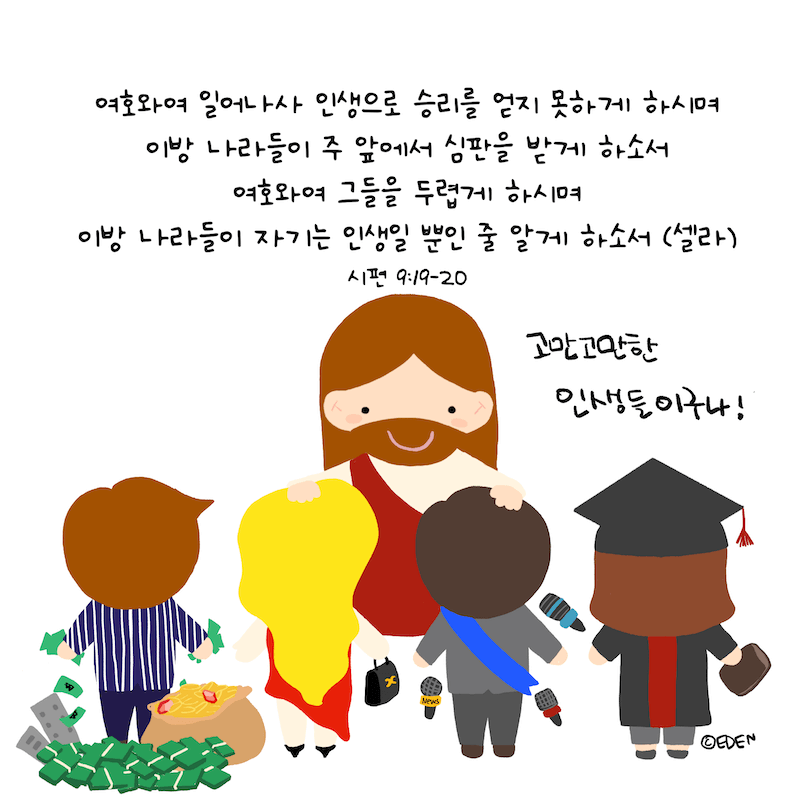 여호와여 일어나사 인생으로 승리를 얻지 못하게 하시며
이방 나라들이 주 앞에서 심판을 받게 하소서
여호와여 그들을 두렵게 하시며
이방 나라들이 자기는 인생일 뿐인 줄 알게 하소서 (셀라)
시편 9:19-20
고만고만한
인생들이구나!
NEWS
©EDEN